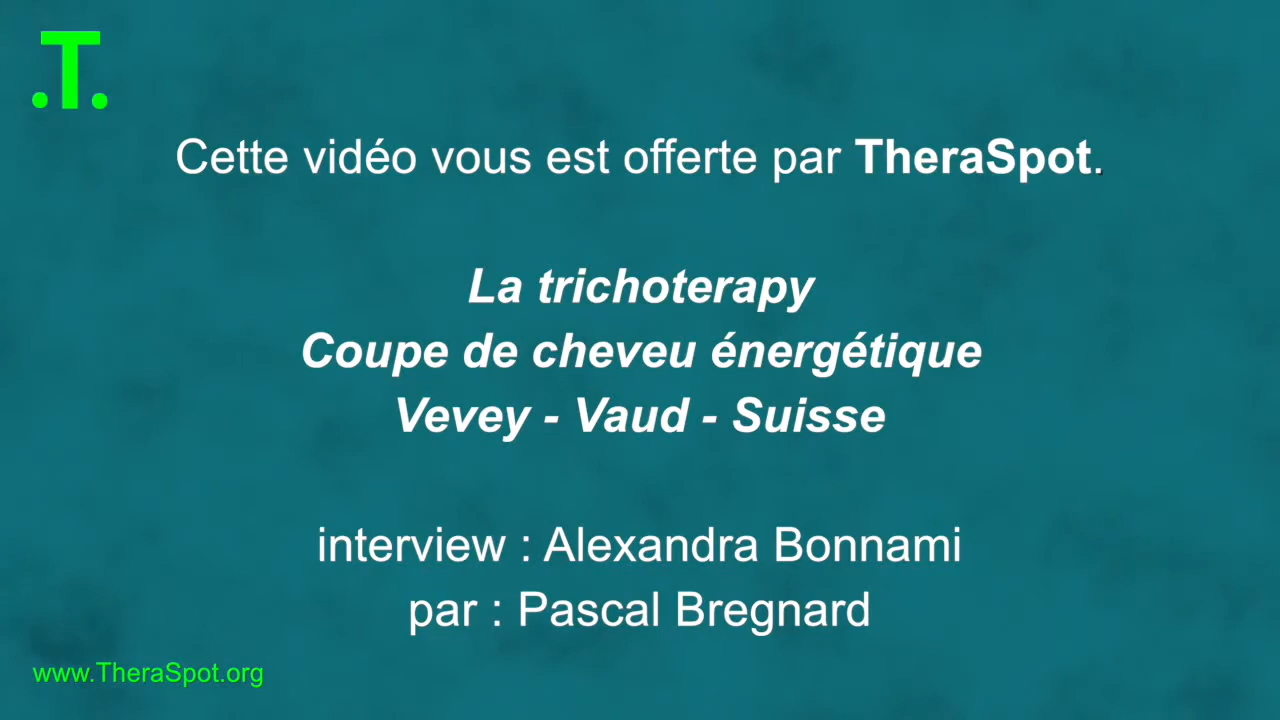 .T.
Cette vidéo vous est offerte par TheraSpot.
La trichoterapy
Coupe de cheveu énergétique
Vevey - Vaud - Suisse
interview : Alexandra Bonnami
par : Pascal Bregnard
www.TheraSpot.org